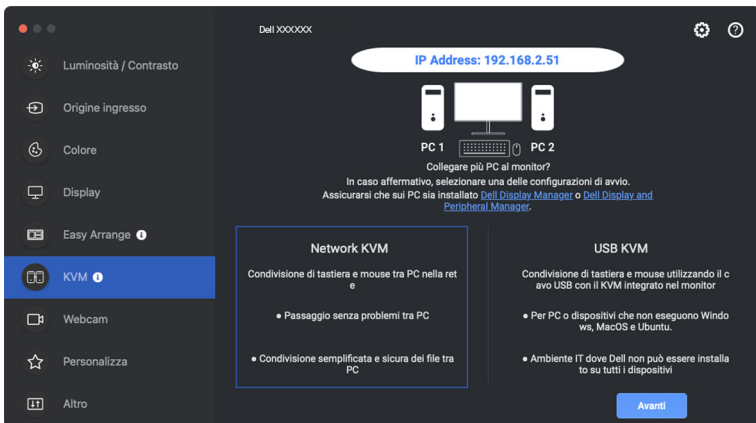 Dell XXXXXX
Luminosità / Contrasto
Origine ingresso
Colore
Display
Easy Arrange
KVM
Webcam
Personalizza
Altro
IP Address: 192.168.2.51
PC 1
PC 2
Collegare più PC al monitor?
In caso affermativo, selezionare una delle configurazioni di avvio.
Assicurarsi che sui PC sia installato Dell Display Manager o Dell Display and
Peripheral Manager.
Network KVM
Condivisione di tastiera e mouse tra PC nella ret
e
● Passaggio senza problemi tra PC
● Condivisione semplificata e sicura dei file tra
PC
USB KVM
Condivisione di tastiera e mouse utilizzando il c
avo USB con il KVM integrato nel monitor
● Per PC o dispositivi che non eseguono Windo
ws, MacOS e Ubuntu.
● Ambiente IT dove Dell non può essere installa
to su tutti i dispositivi
Avanti